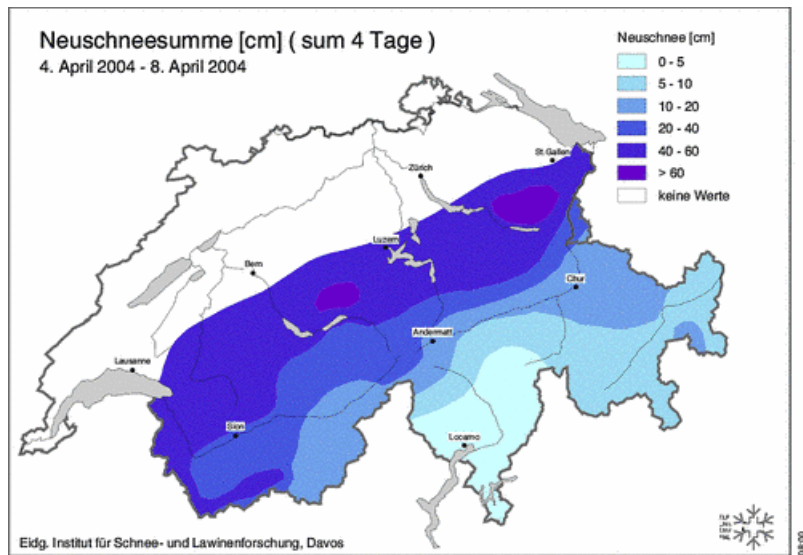 Neuschneesumme [cm] ( sum 4 Tage )
4. April 2004 - 8. April 2004
Neuschnee [cm]
0 - 5
5 - 10
10 - 20
20 - 40
40 - 60
> 60
keine Werte
St. Gallen
Zürich
Luzern
Bern
Chur
Andermatt
Lausanne
Sion
Locarno
Eidg. Institut für Schnee- und Lawinenforschung, Davos